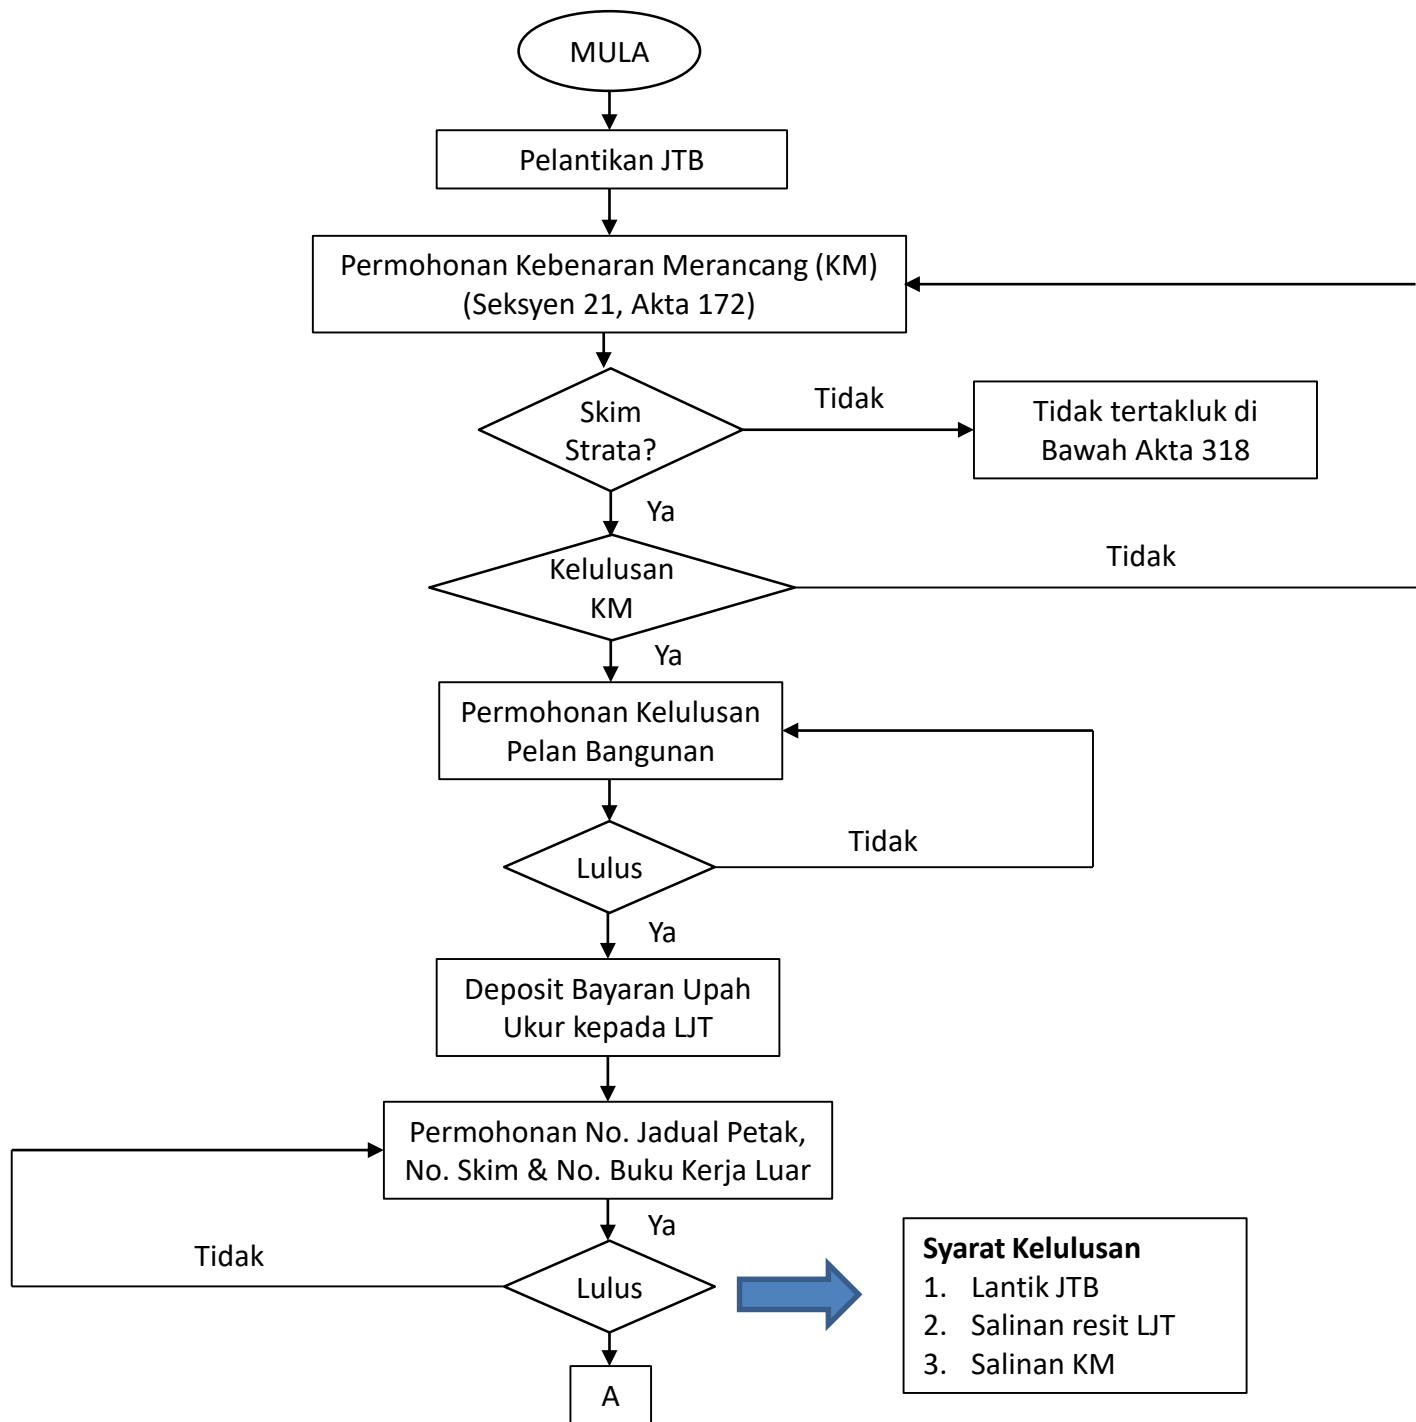 MULA
Pelantikan JTB
Permohonan Kebenaran Merancang (KM)
(Seksyen 21, Akta 172)
Skim
Strata?
Tidak
Tidak tertakluk di
Bawah Akta 318
Ya
Kelulusan
KM
Tidak
Ya
Permohonan Kelulusan
Pelan Bangunan
Lulus
Tidak
Ya
Deposit Bayaran Upah
Ukur kepada LJT
Permohonan No. Jadual Petak,
No. Skim & No. Buku Kerja Luar
Ya
Tidak
Lulus
Syarat Kelulusan
1. Lantik JTB
2. Salinan resit LJT
3. Salinan KM
A